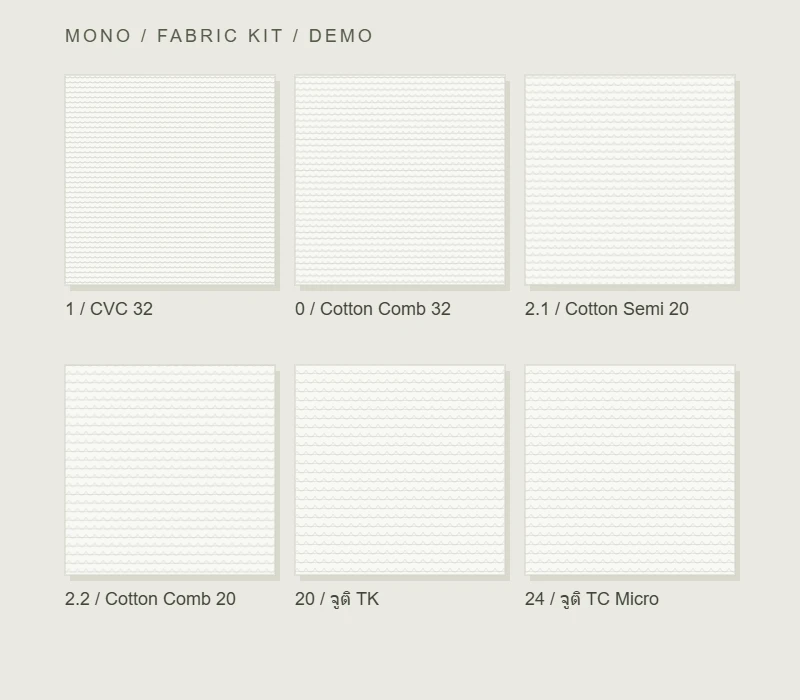 MONO / FABRIC KIT / DEMO
1 / CVC 32
0 / Cotton Comb 32
2.1 / Cotton Semi 20
2.2 / Cotton Comb 20
20 / จูติ TK
24 / จูติ TC Micro